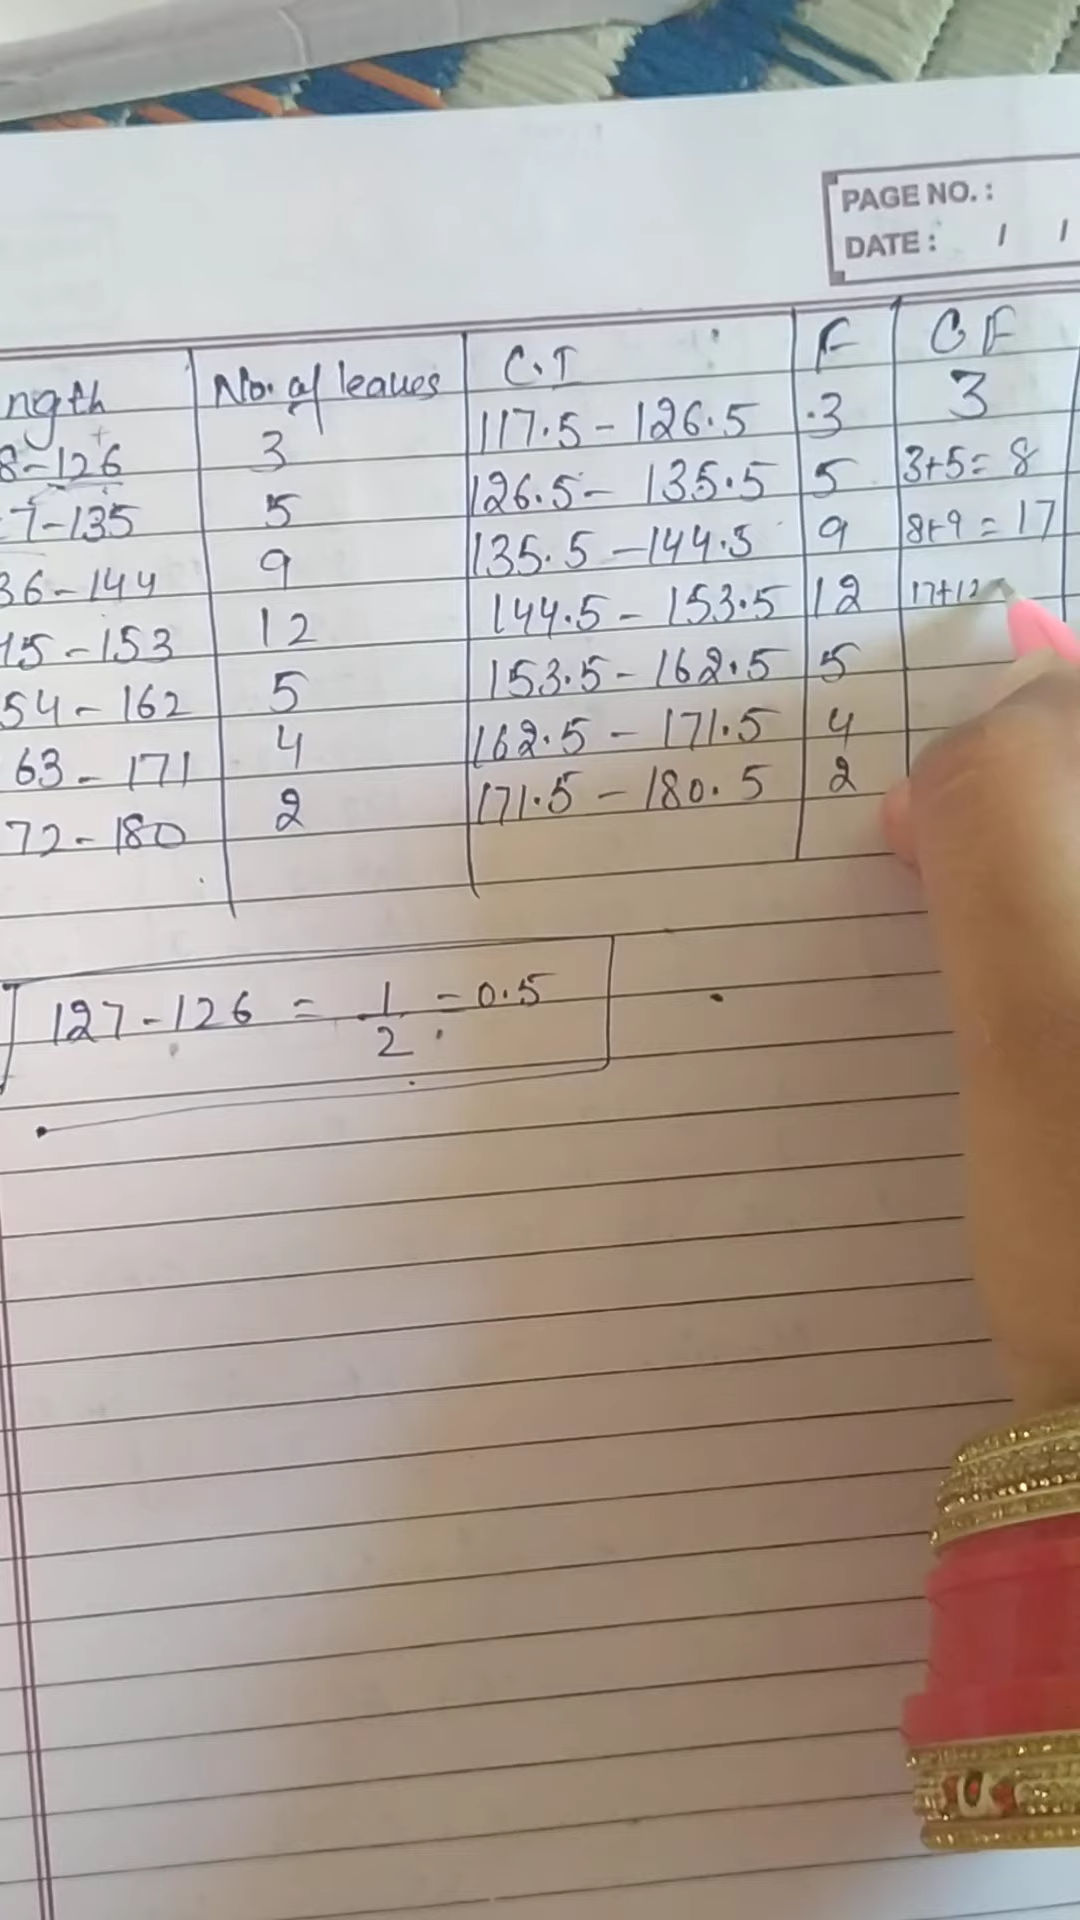 PAGE NO. :
DATE : / /
ngth No. of leaves C.I F C F
8-126 3 117.5 - 126.5 3 3
7-135 5 126.5 - 135.5 5 3+5= 8
36-144 9 135.5 - 144.5 9 8+9 = 17
45-153 12 144.5 - 153.5 12 17+12
54 - 162 5 153.5 - 162.5 5
63 - 171 4 162.5 - 171.5 4
72 - 180 2 171.5 - 180.5 2
127-126 = 1/2 = 0.5